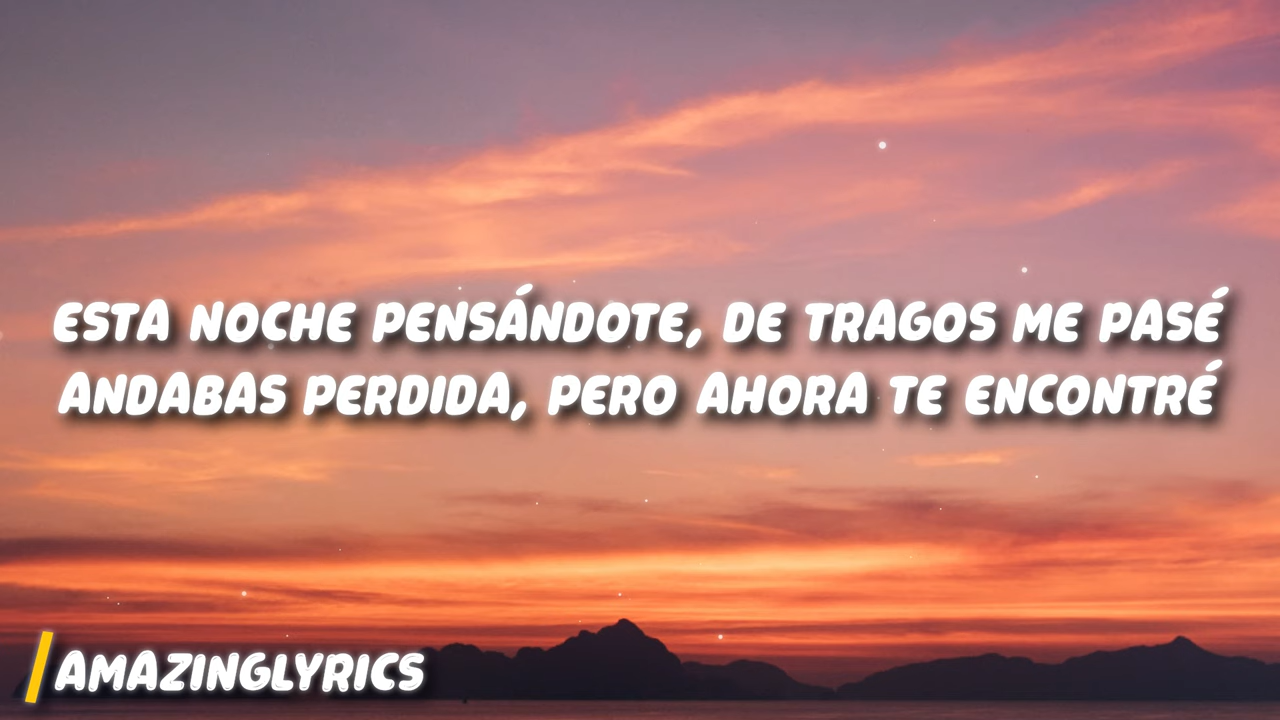 ESTA NOCHE PENSÁNDOTE, DE TRAGOS ME PASÉ
ANDABAS PERDIDA, PERO AHORA TE ENCONTRÉ
AMAZINGLYRICS